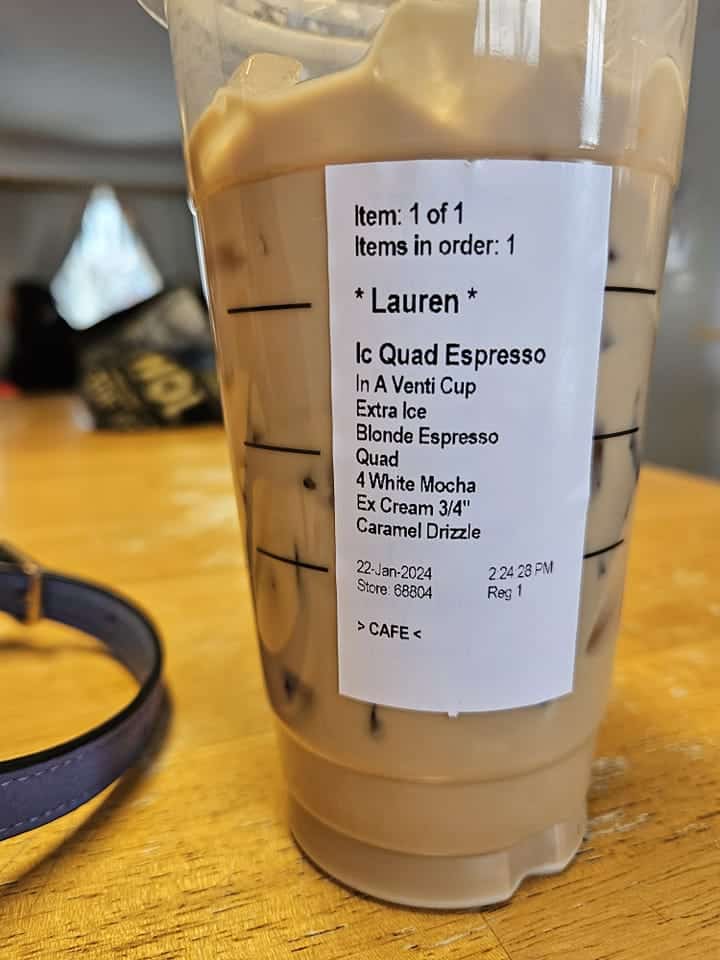 Item: 1 of 1
Items in order: 1
* Lauren *
Ic Quad Espresso
In A Venti Cup
Extra Ice
Blonde Espresso
Quad
4 White Mocha
Ex Cream 3/4"
Caramel Drizzle
22-Jan-2024 2:24:28 PM
Store: 68804 Reg 1
> CAFE <